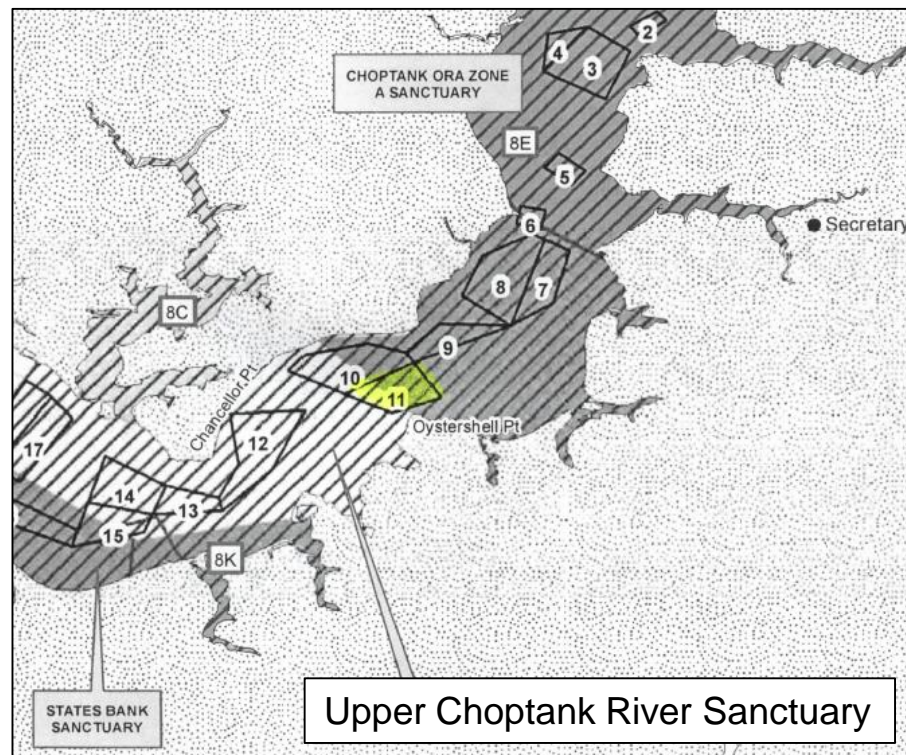 2
4
3
CHOPTANK ORA ZONE
A SANCTUARY
8E
5
6
Secretary
8
7
8C
9
10
11
Chancellor Pt.
Oystershell Pt
12
17
14
13
15
8K
STATES BANK
SANCTUARY
Upper Choptank River Sanctuary